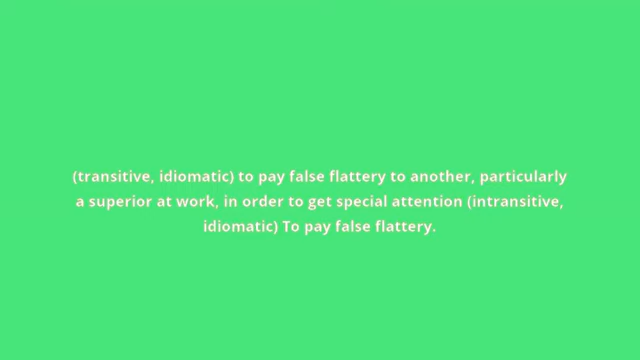 (transitive, idiomatic) to pay false flattery to another, particularly
a superior at work, in order to get special attention (intransitive,
idiomatic) To pay false flattery.